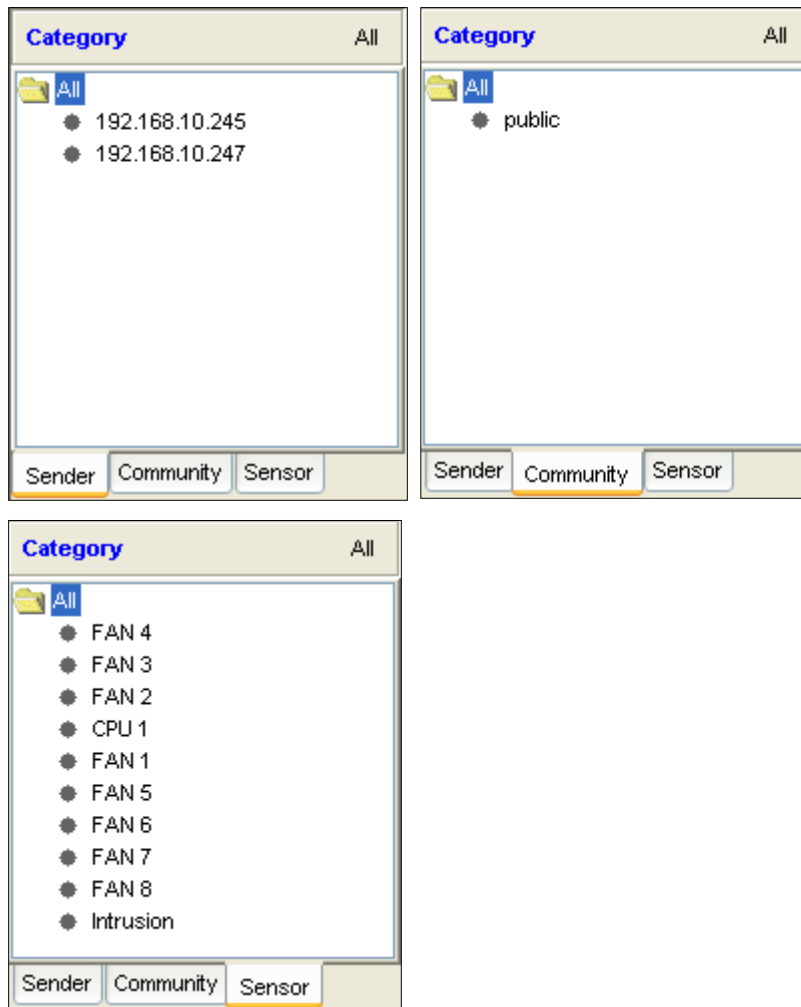 Category All
All
192.168.10.245
192.168.10.247
Sender Community Sensor
Category All
All
public
Sender Community Sensor
Category All
All
FAN 4
FAN 3
FAN 2
CPU 1
FAN 1
FAN 5
FAN 6
FAN 7
FAN 8
Intrusion
Sender Community Sensor